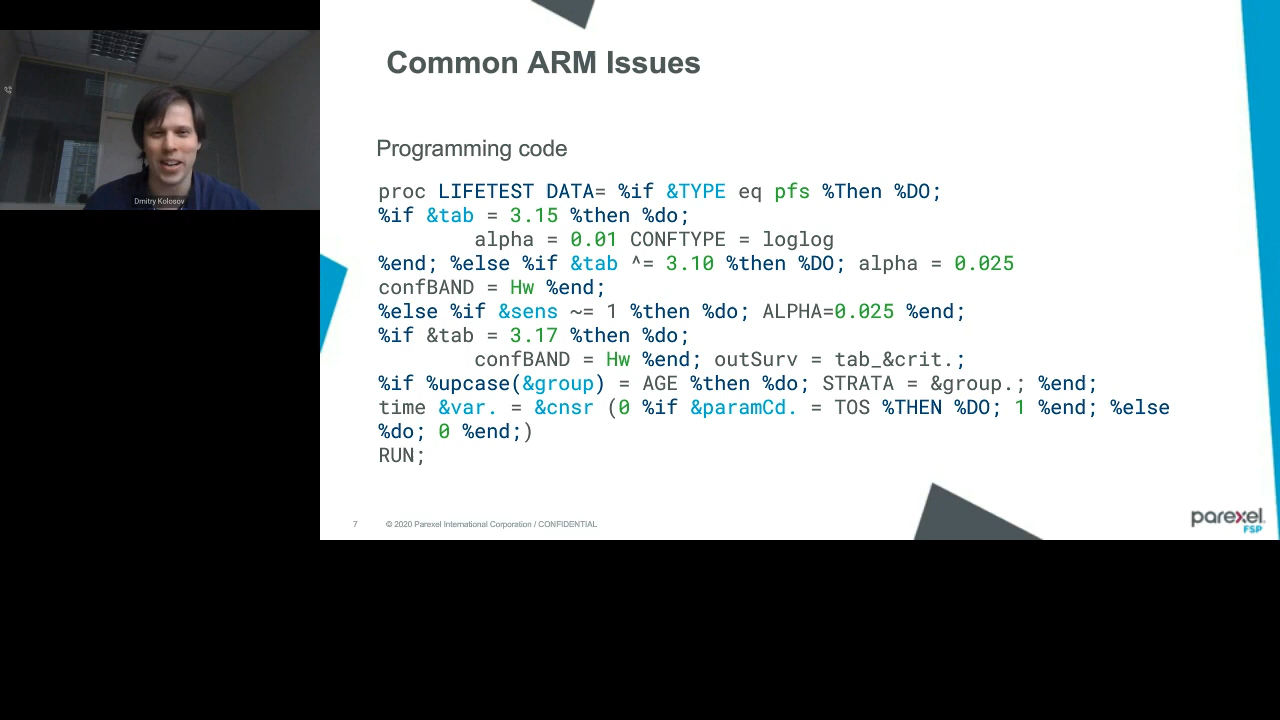 Common ARM Issues
Programming code
proc LIFETEST DATA= %if &TYPE eq pfs %Then %DO;
%if &tab = 3.15 %then %do;
alpha = 0.01 CONFTYPE = loglog
%end; %else %if &tab ^= 3.10 %then %DO; alpha = 0.025
confBAND = Hw %end;
%else %if &sens ~= 1 %then %do; ALPHA=0.025 %end;
%if &tab = 3.17 %then %do;
confBAND = Hw %end; outSurv = tab_&crit.;
%if %upcase(&group) = AGE %then %do; STRATA = &group.; %end;
time &var. = &cnsr (0 %if &paramCd. = TOS %THEN %DO; 1 %end; %else
%do; 0 %end;)
RUN;
Dmitry Kolosov
7 © 2020 Parexel International Corporation / CONFIDENTIAL
parexel.
FSP